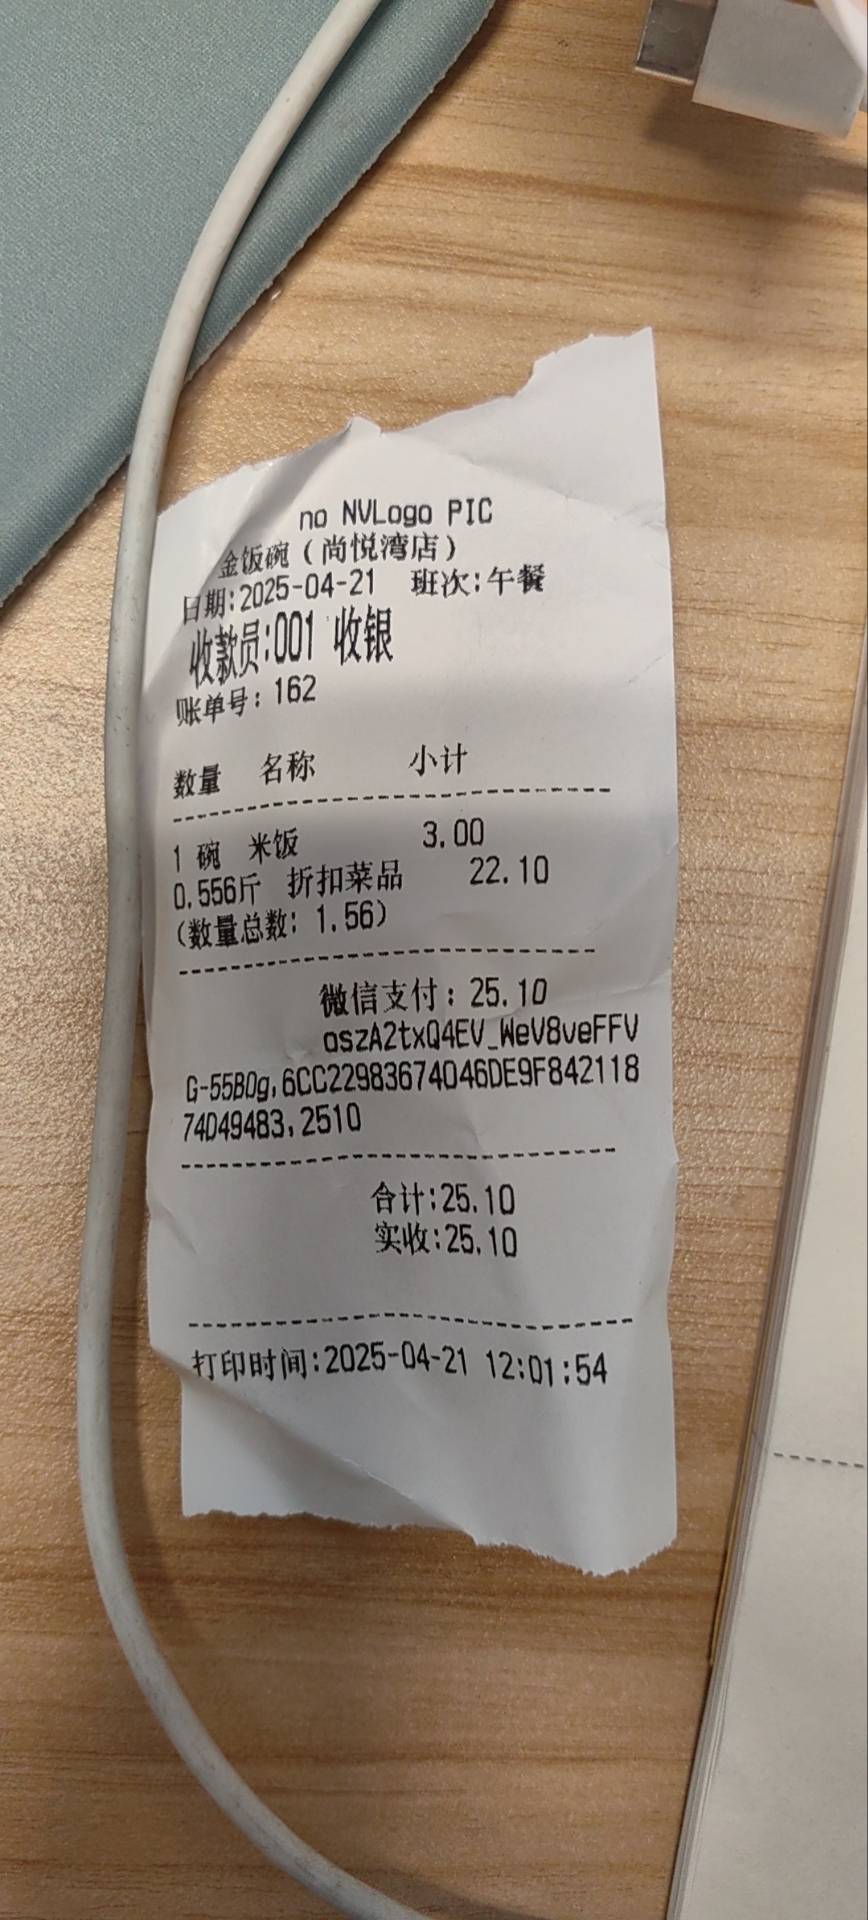 no NVLogo PIC
金饭碗（尚悦湾店）
日期:2025-04-21 班次:午餐
收款员:001 收银
账单号: 162
数量 名称 小计
1 碗 米饭 3.00
0.556斤 折扣菜品 22.10
(数量总数: 1.56)
微信支付: 25.10
oszA2txQ4EV_WeV8veFFV
G-55B0g,6CC22983674046DE9F842118
74D49483,2510
合计:25.10
实收:25.10
打印时间:2025-04-21 12:01:54